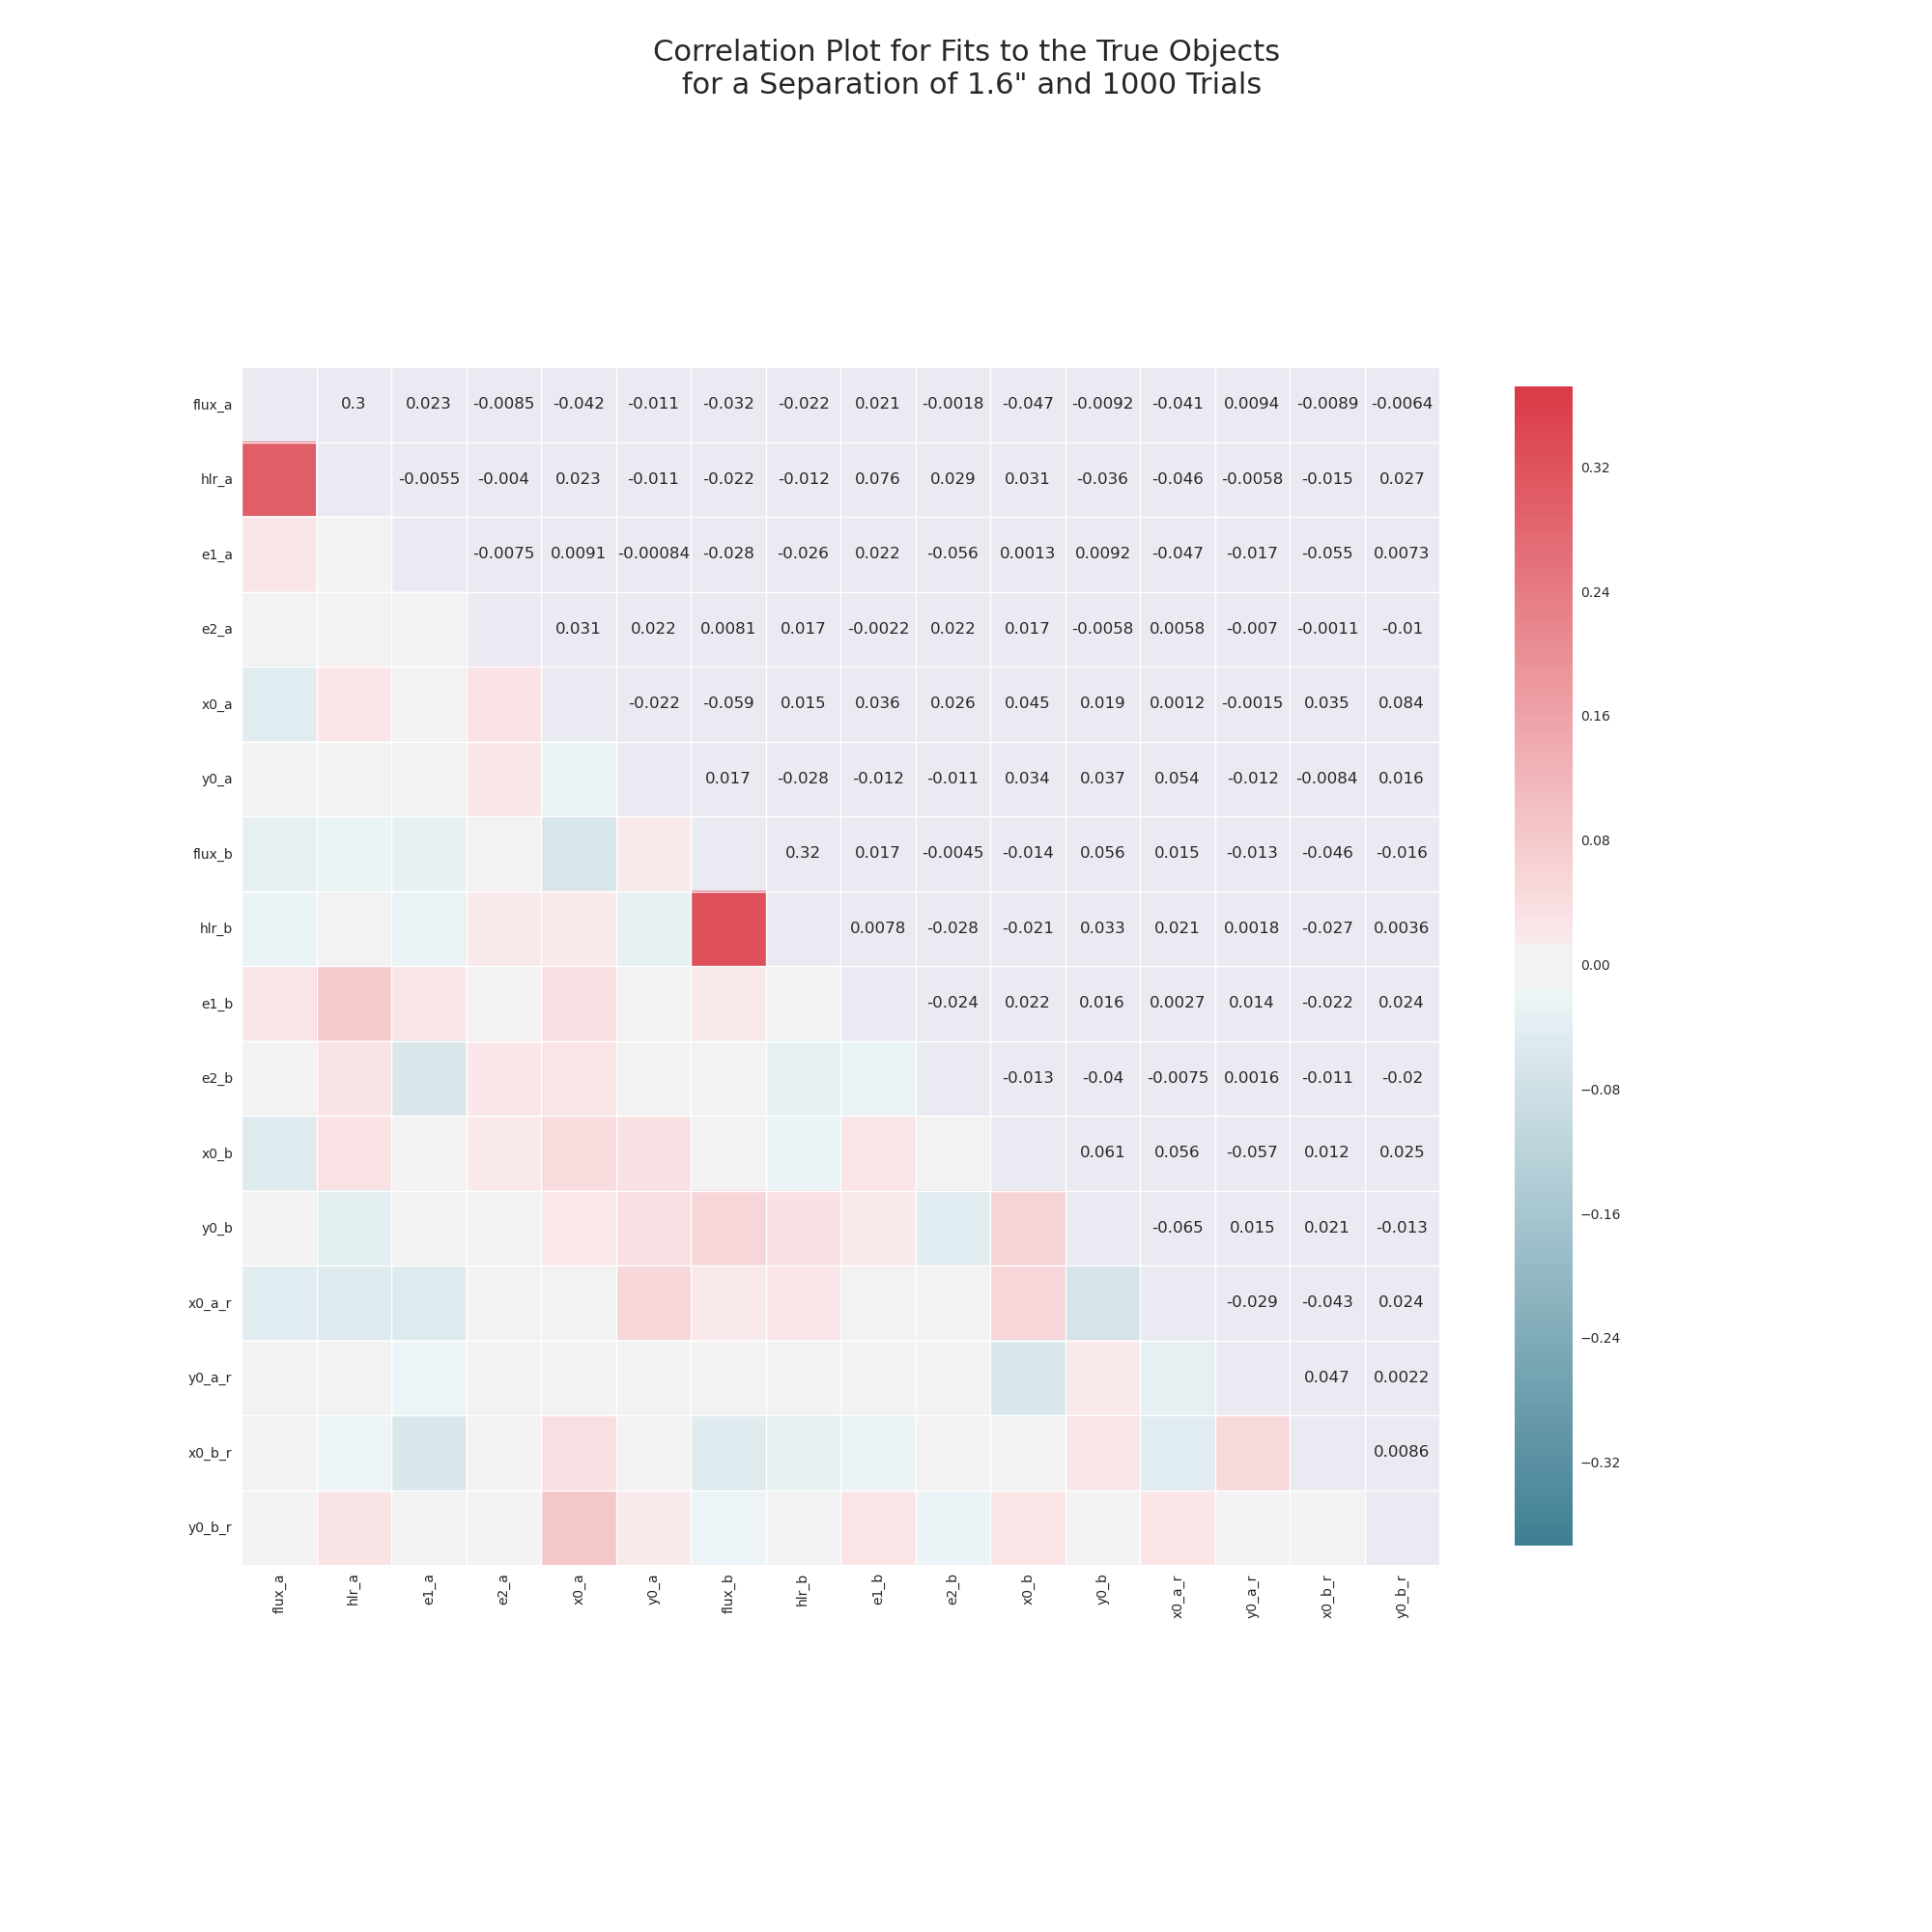 Correlation Plot for Fits to the True Objects
for a Separation of 1.6" and 1000 Trials
flux_a 0.3 0.023 -0.0085 -0.042 -0.011 -0.032 -0.022 0.021 -0.0018 -0.047 -0.0092 -0.041 0.0094 -0.0089 -0.0064
0.32
hlr_a -0.0055 -0.004 0.023 -0.011 -0.022 -0.012 0.076 0.029 0.031 -0.036 -0.046 -0.0058 -0.015 0.027
e1_a -0.0075 0.0091 -0.00084 -0.028 -0.026 0.022 -0.056 0.0013 0.0092 -0.047 -0.017 -0.055 0.0073
0.24
e2_a 0.031 0.022 0.0081 0.017 -0.0022 0.022 0.017 -0.0058 0.0058 -0.007 -0.0011 -0.01
x0_a -0.022 -0.059 0.015 0.036 0.026 0.045 0.019 0.0012 -0.0015 0.035 0.084
0.16
y0_a 0.017 -0.028 -0.012 -0.011 0.034 0.037 0.054 -0.012 -0.0084 0.016
0.08
flux_b 0.32 0.017 -0.0045 -0.014 0.056 0.015 -0.013 -0.046 -0.016
hlr_b 0.0078 -0.028 -0.021 0.033 0.021 0.0018 -0.027 0.0036
0.00
e1_b -0.024 0.022 0.016 0.0027 0.014 -0.022 0.024
e2_b -0.013 -0.04 -0.0075 0.0016 -0.011 -0.02
−0.08
x0_b 0.061 0.056 -0.057 0.012 0.025
−0.16
y0_b -0.065 0.015 0.021 -0.013
x0_a_r -0.029 -0.043 0.024
−0.24
y0_a_r 0.047 0.0022
x0_b_r 0.0086
−0.32
y0_b_r
flux_a hlr_a e1_a e2_a x0_a y0_a flux_b hlr_b e1_b e2_b x0_b y0_b x0_a_r y0_a_r x0_b_r y0_b_r